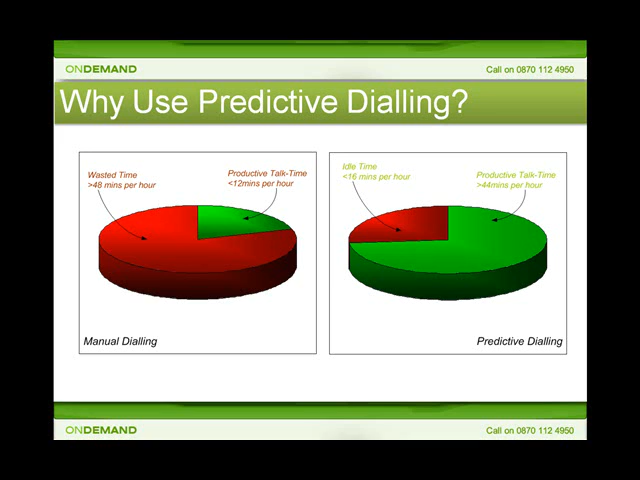 ONDEMAND
Call on 0870 112 4950
Why Use Predictive Dialling?
Wasted Time
>48 mins per hour
Productive Talk-Time
<12mins per hour
Manual Dialling
Idle Time
<16 mins per hour
Productive Talk-Time
>44mins per hour
Predictive Dialling
ONDEMAND
Call on 0870 112 4950